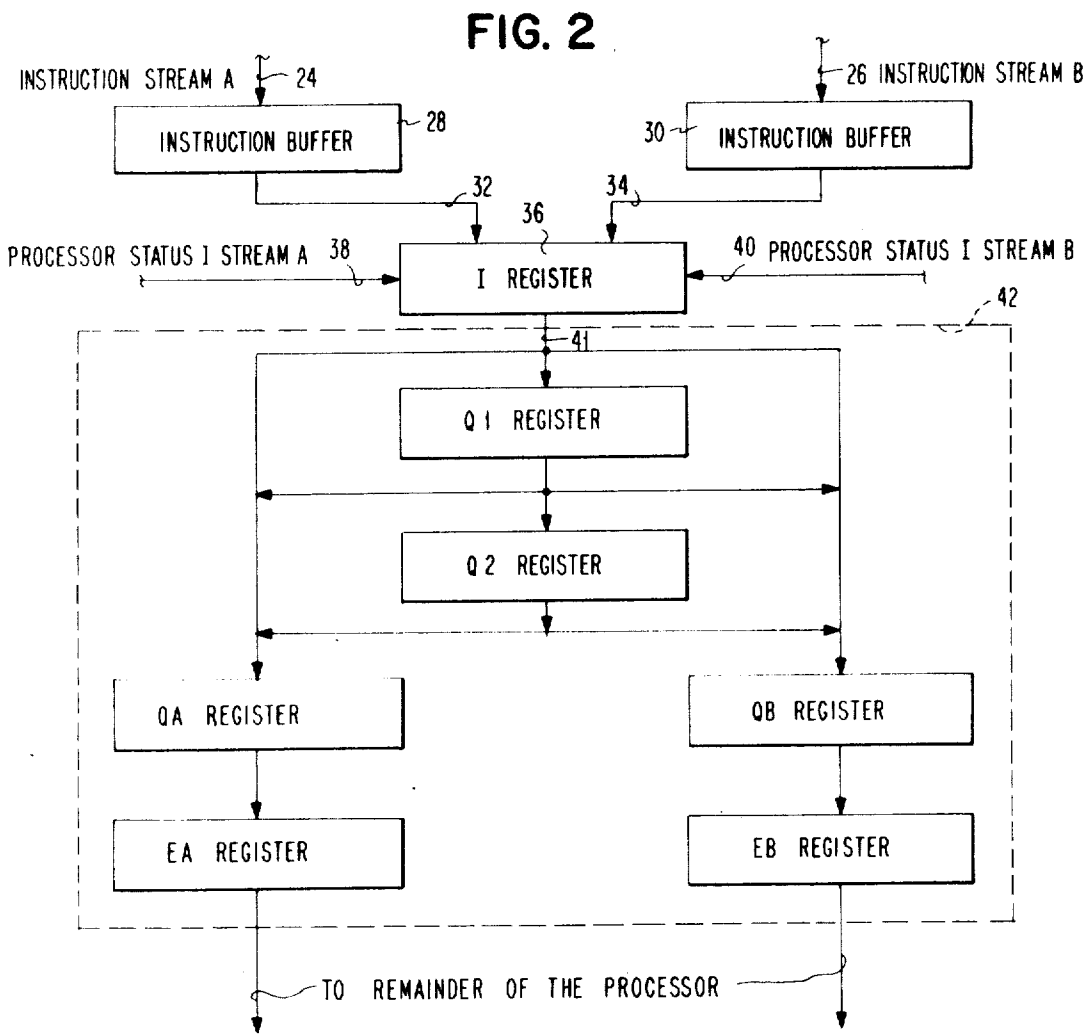 FIG. 2
INSTRUCTION STREAM A
24
26 INSTRUCTION STREAM B
INSTRUCTION BUFFER
28
30
INSTRUCTION BUFFER
32
34
36
PROCESSOR STATUS I STREAM A
38
I REGISTER
40
PROCESSOR STATUS I STREAM B
42
41
Q1 REGISTER
Q2 REGISTER
QA REGISTER
QB REGISTER
EA REGISTER
EB REGISTER
TO REMAINDER OF THE PROCESSOR